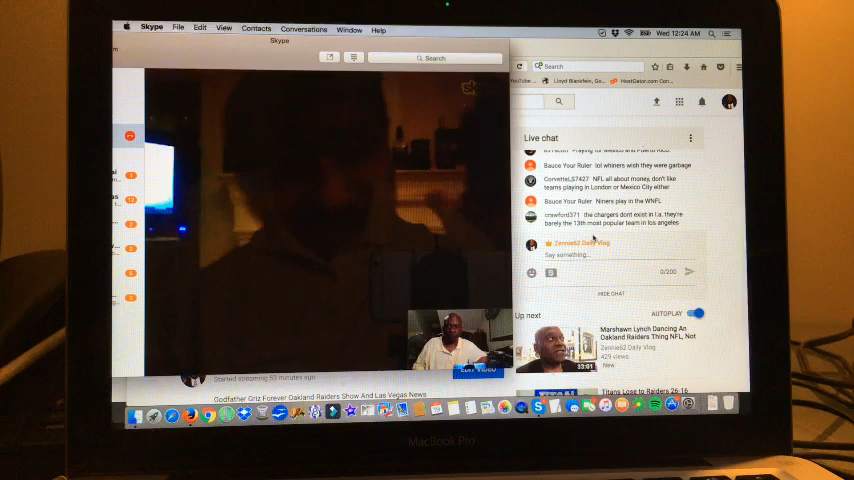 Skype File Edit View Contacts Conversations Window Help
Wed 12:24 AM
Skype
Search
Search
Lloyd Blankfein, Go...
HostGator.com Con...
Live chat
Bauce Your Ruler lol whiners wish they were garbage
CorvetteLS7427 NFL all about money, don't like
teams playing in London or Mexico City either
Bauce Your Ruler Niners play in the WNFL
crawford371 the chargers dont exist in l.a. they're
barely the 13th most popular team in los angeles
Zennie62 Daily Vlog
Say something...
0/200
HIDE CHAT
Up next
AUTOPLAY
Marshawn Lynch Dancing An
Oakland Raiders Thing NFL, Not
Zennie62 Daily Vlog
429 views
New
33:01
Titans Lose to Raiders 26-16
EDIT VIDEO
Started streaming 53 minutes ago
Godfather Griz Forever Oakland Raiders Show And Las Vegas News
MacBook Pro